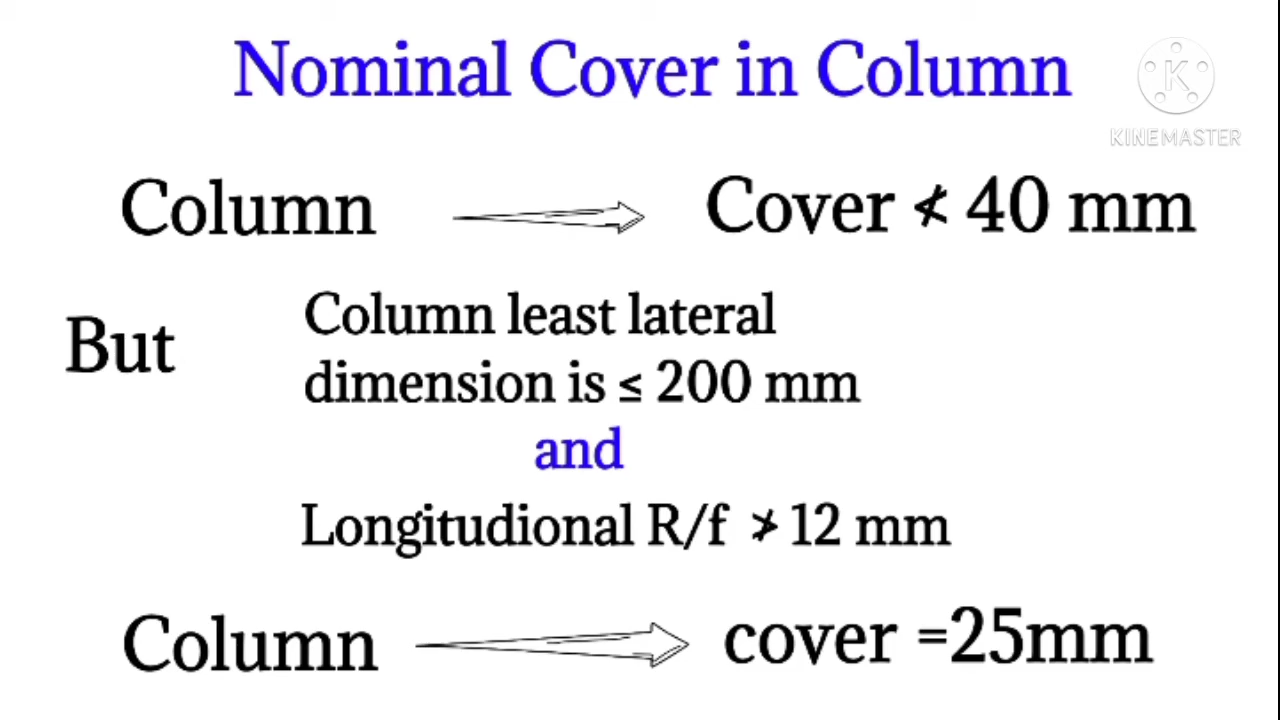 Nominal Cover in Column
K
KINEMASTER
Column
Cover ≮ 40 mm
But
Column least lateral
dimension is ≤ 200 mm
and
Longitudional R/f ≯ 12 mm
Column
cover =25mm